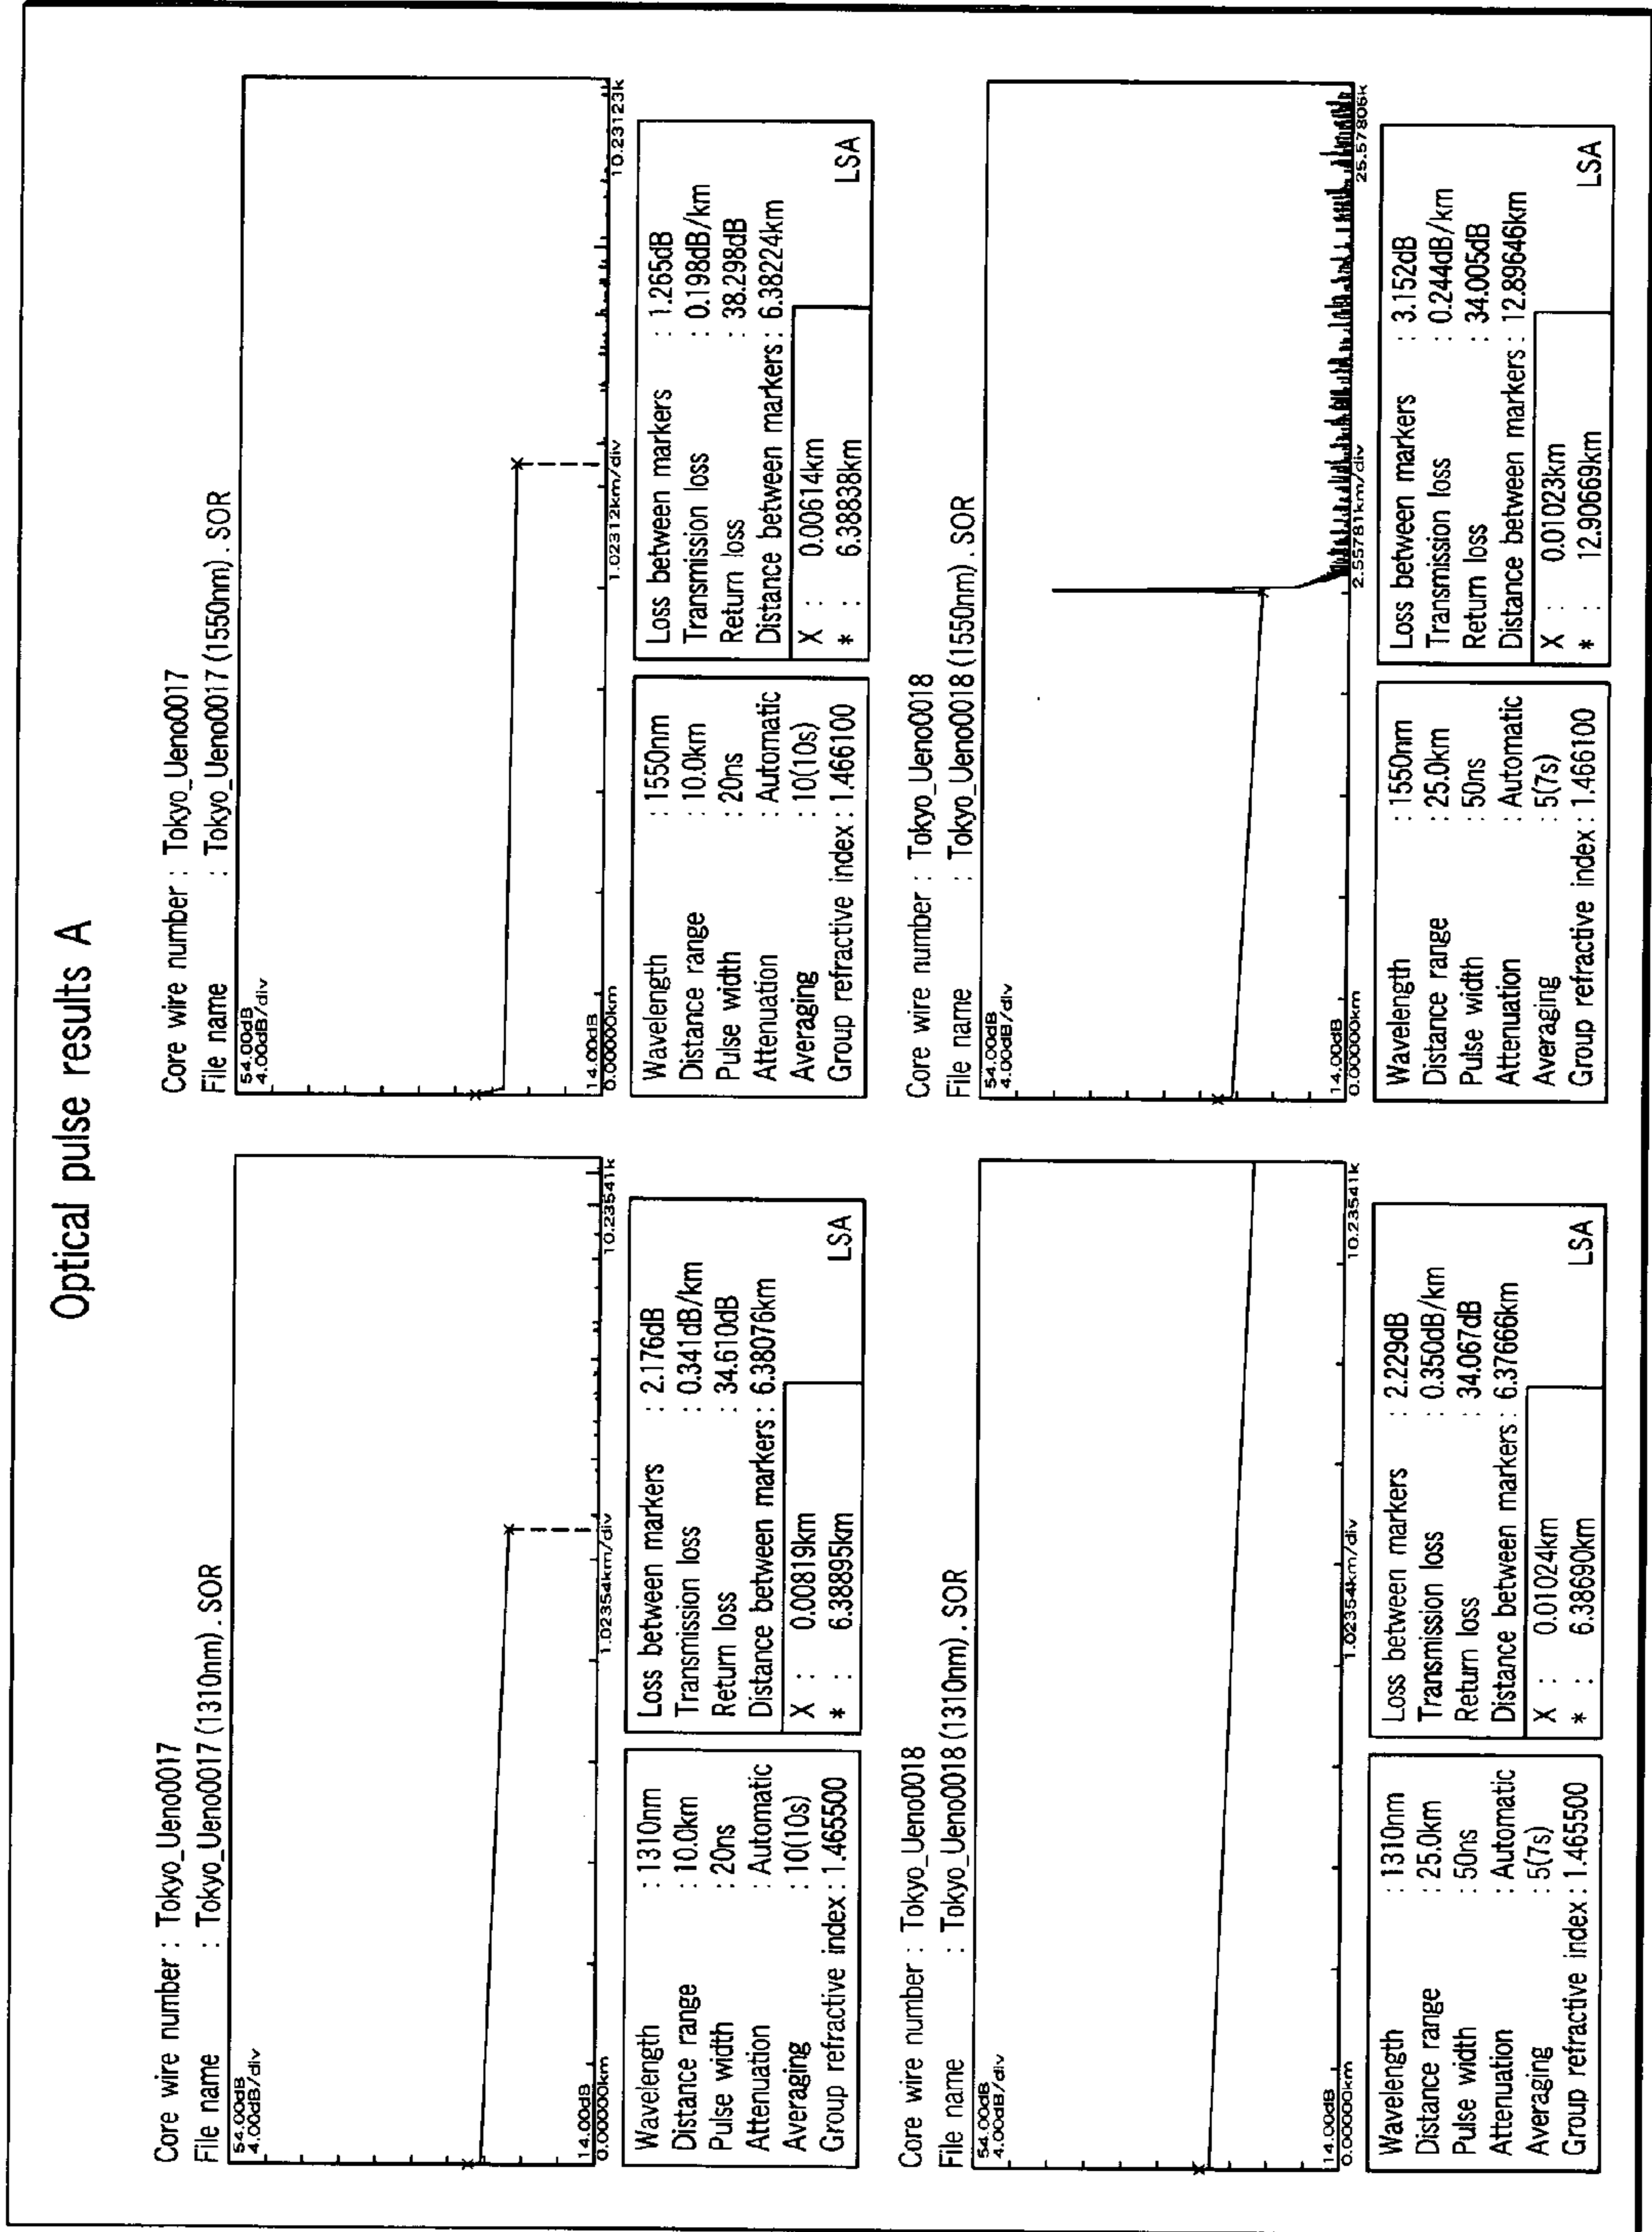 Optical pulse results A
Core wire number : Tokyo_Ueno0017
File name : Tokyo_Ueno0017 (1310nm) . SOR
54.00dB
4.00dB/div
14.00dB
0.00000km
1.02354km/div
10.23541k
Wavelength : 1310nm
Distance range : 10.0km
Pulse width : 20ns
Attenuation : Automatic
Averaging : 10(10s)
Group refractive index : 1.465500
Loss between markers : 2.176dB
Transmission loss : 0.341dB/km
Return loss : 34.610dB
Distance between markers : 6.38076km
X : 0.00819km
* : 6.38895km
LSA
Core wire number : Tokyo_Ueno0017
File name : Tokyo_Ueno0017 (1550nm) . SOR
54.00dB
4.00dB/div
14.00dB
0.00000km
1.02312km/div
10.23123k
Wavelength : 1550nm
Distance range : 10.0km
Pulse width : 20ns
Attenuation : Automatic
Averaging : 10(10s)
Group refractive index : 1.466100
Loss between markers : 1.265dB
Transmission loss : 0.198dB/km
Return loss : 38.298dB
Distance between markers : 6.38224km
X : 0.00614km
* : 6.38838km
LSA
Core wire number : Tokyo_Ueno0018
File name : Tokyo_Ueno0018 (1310nm) . SOR
54.00dB
4.00dB/div
14.00dB
0.00000km
1.02354km/div
10.23541k
Wavelength : 1310nm
Distance range : 25.0km
Pulse width : 50ns
Attenuation : Automatic
Averaging : 5(7s)
Group refractive index : 1.465500
Loss between markers : 2.229dB
Transmission loss : 0.350dB/km
Return loss : 34.067dB
Distance between markers : 6.37666km
X : 0.01024km
* : 6.38690km
LSA
Core wire number : Tokyo_Ueno0018
File name : Tokyo_Ueno0018 (1550nm) . SOR
54.00dB
4.00dB/div
14.00dB
0.00000km
2.55781km/div
25.57806k
Wavelength : 1550nm
Distance range : 25.0km
Pulse width : 50ns
Attenuation : Automatic
Averaging : 5(7s)
Group refractive index : 1.466100
Loss between markers : 3.152dB
Transmission loss : 0.244dB/km
Return loss : 34.005dB
Distance between markers : 12.89646km
X : 0.01023km
* : 12.90669km
LSA